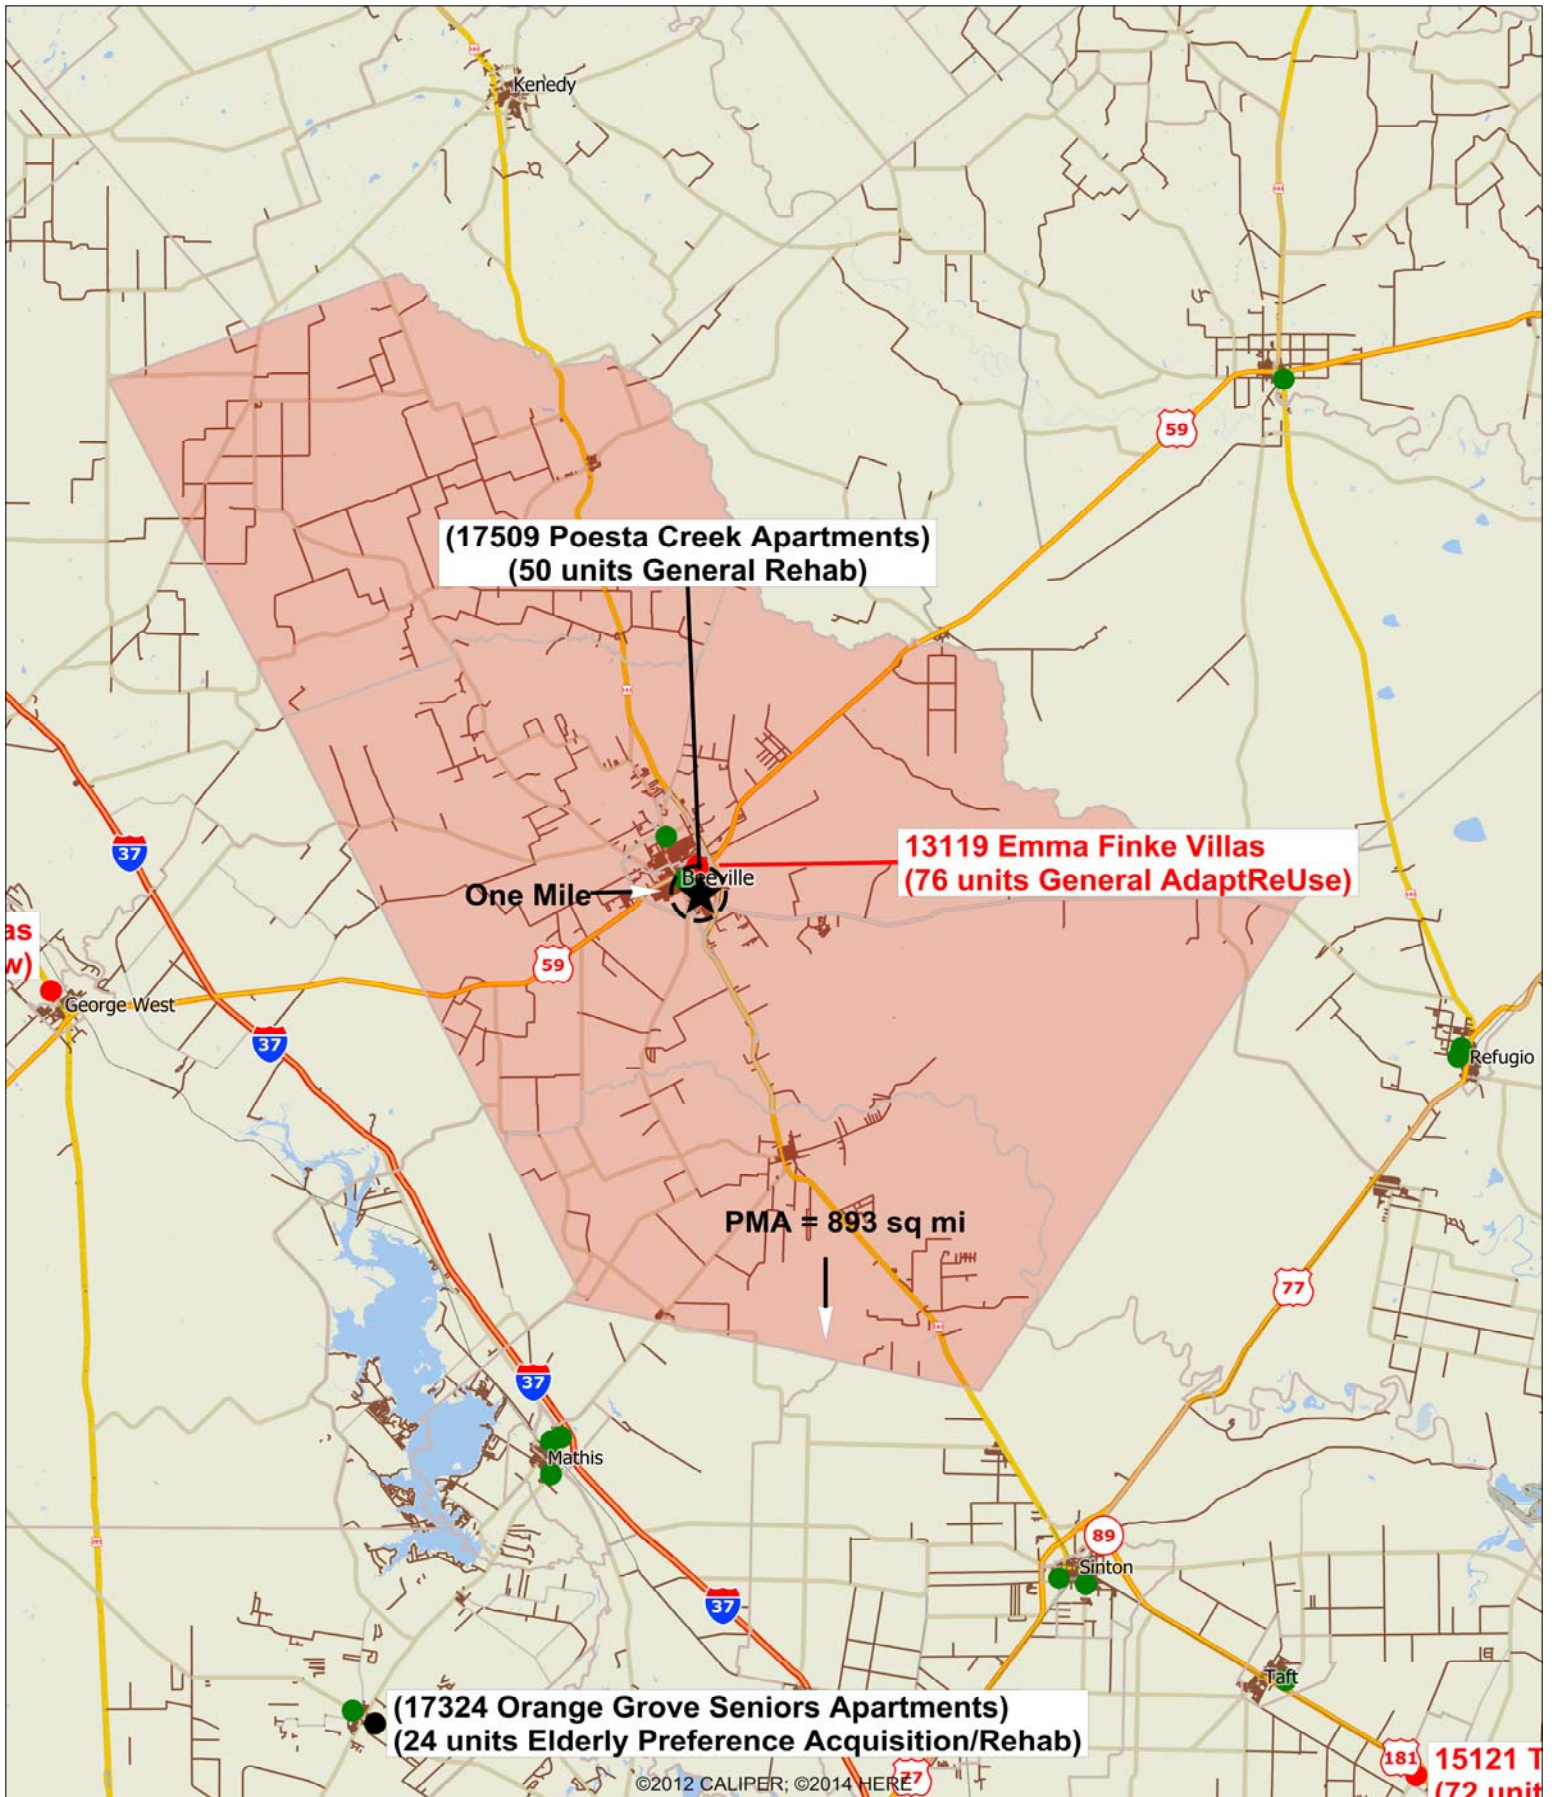 Kenedy
59
(17509 Poesta Creek Apartments)
(50 units General Rehab)
37
13119 Emma Finke Villas
(76 units General AdaptReUse)
Beeville
One Mile
as
w)
59
George West
37
Refugio
PMA = 893 sq mi
77
37
Mathis
89
Sinton
37
Taft
(17324 Orange Grove Seniors Apartments)
(24 units Elderly Preference Acquisition/Rehab)
181
15121 T
(72 unit
77
©2012 CALIPER; ©2014 HERE